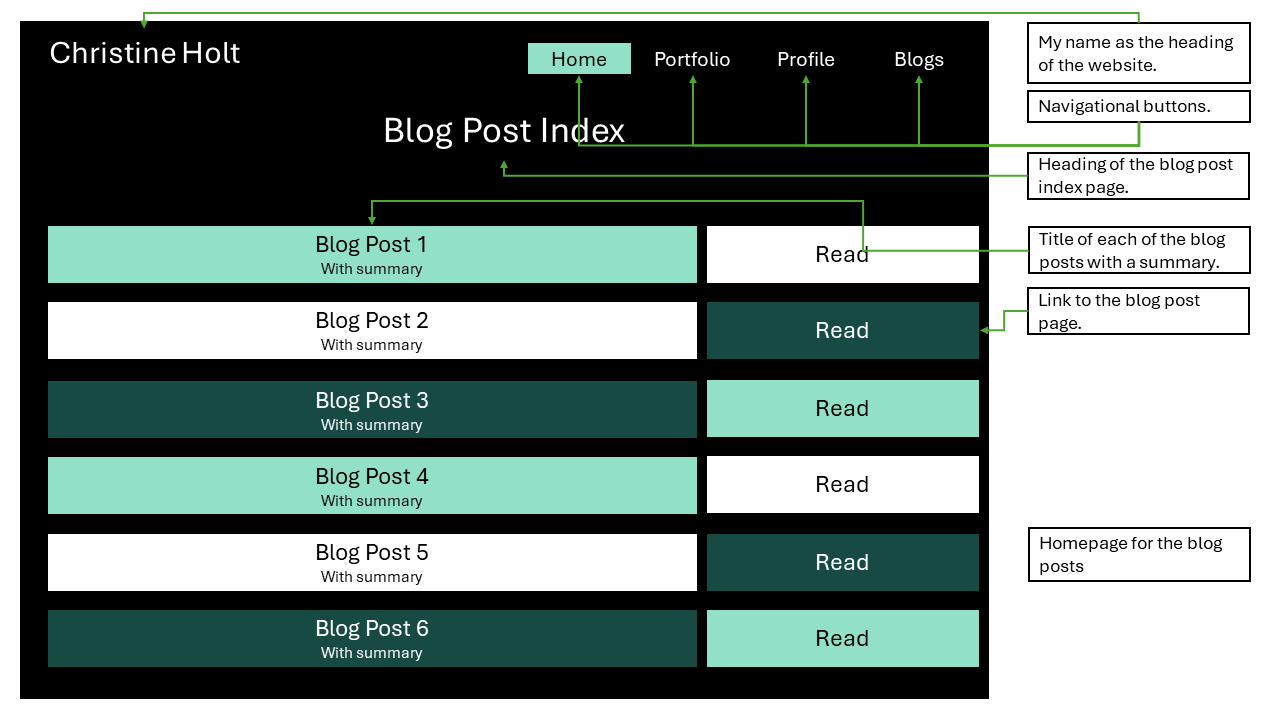 Christine Holt
Home Portfolio Profile Blogs
Blog Post Index
Blog Post 1
With summary
Read
Blog Post 2
With summary
Read
Blog Post 3
With summary
Read
Blog Post 4
With summary
Read
Blog Post 5
With summary
Read
Blog Post 6
With summary
Read
My name as the heading
of the website.
Navigational buttons.
Heading of the blog post
index page.
Title of each of the blog
posts with a summary.
Link to the blog post
page.
Homepage for the blog
posts